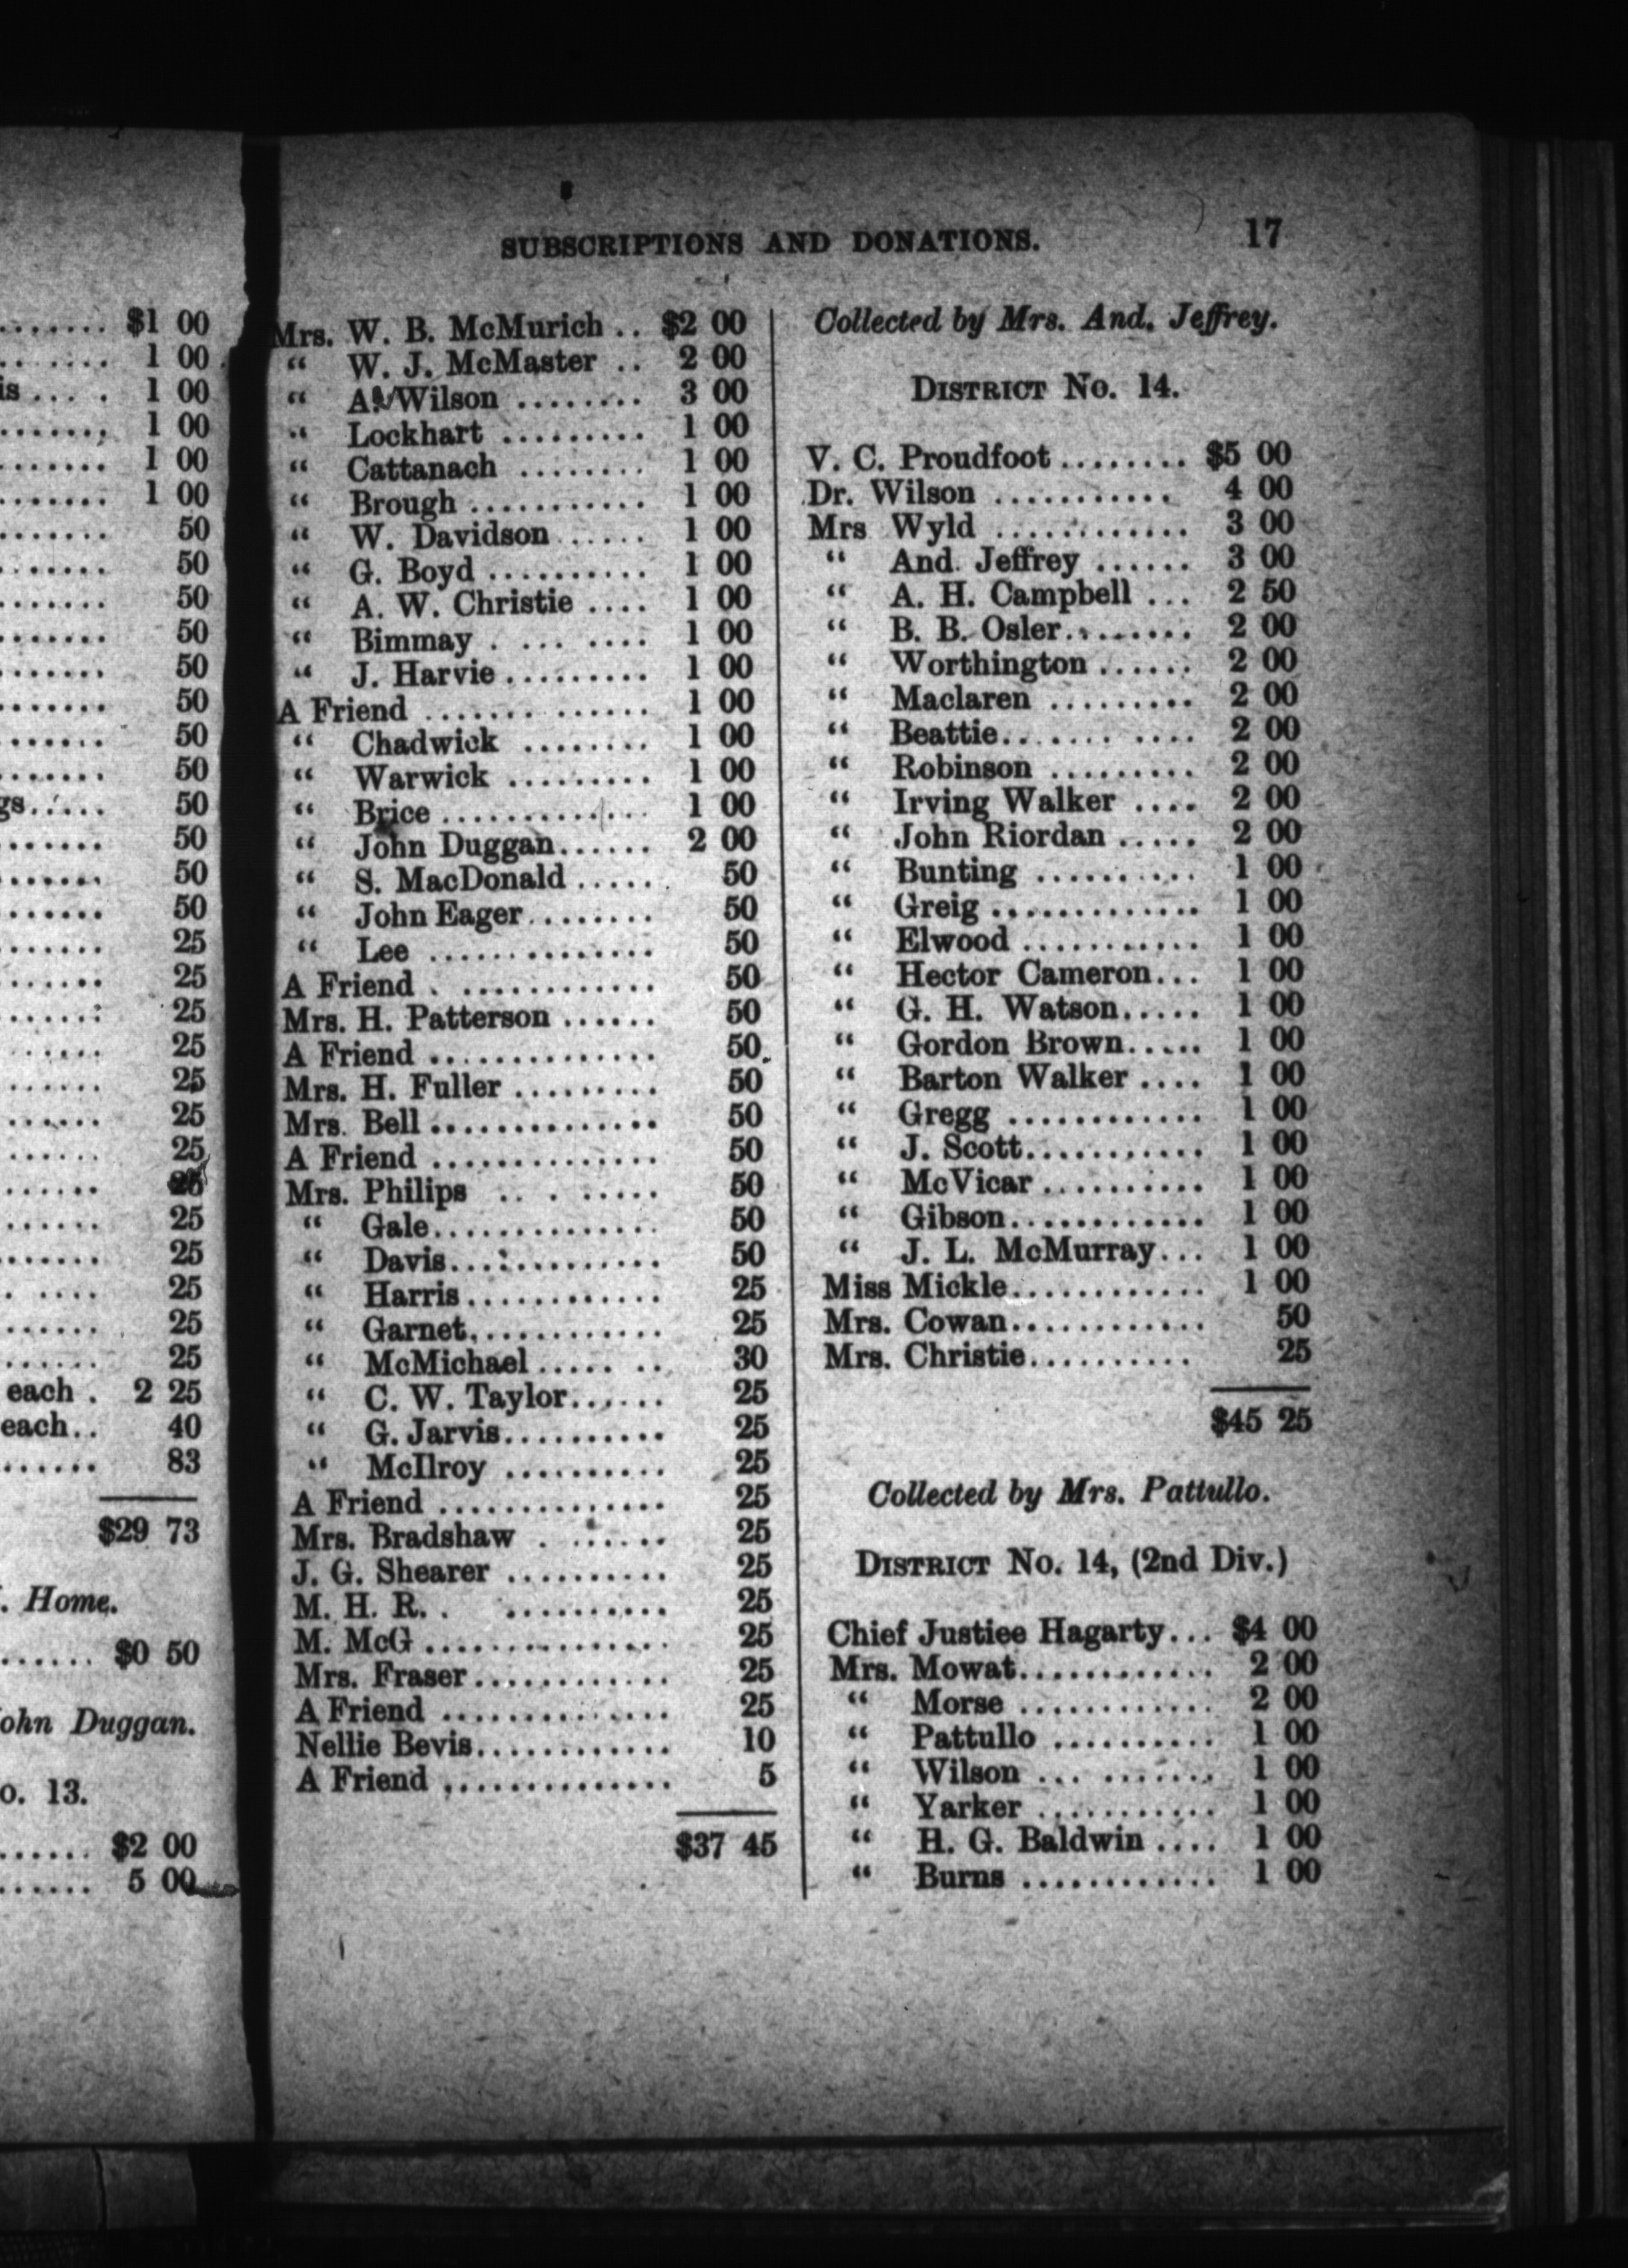 $1 00
1 00
is .... 1 00
1 00
1 00
1 00
50
50
50
50
50
50
50
50
gs..... 50
50
50
50
25
25
25
25
25
25
25
25
25
25
25
25
25
each . 2 25
each.. 40
83
$29 73
. Home.
...... $0 50
ohn Duggan.
o. 13.
...... $2 00
...... 5 00
SUBSCRIPTIONS AND DONATIONS. 17
Mrs. W. B. McMurich .. $2 00
“ W. J. McMaster .. 2 00
“ A. Wilson ........ 3 00
“ Lockhart ......... 1 00
“ Cattanach ........ 1 00
“ Brough ........... 1 00
“ W. Davidson ...... 1 00
“ G. Boyd .......... 1 00
“ A. W. Christie .... 1 00
“ Bimmay . ... .... 1 00
“ J. Harvie ......... 1 00
A Friend .............. 1 00
“ Chadwick ........ 1 00
“ Warwick ......... 1 00
“ Brice .............. 1 00
“ John Duggan...... 2 00
“ S. MacDonald ...... 50
“ John Eager ........ 50
“ Lee .............. 50
A Friend . ............ 50
Mrs. H. Patterson ...... 50
A Friend .............. 50
Mrs. H. Fuller ......... 50
Mrs. Bell .............. 50
A Friend .............. 50
Mrs. Philips .. . ..... 50
“ Gale.............. 50
“ Davis............. 50
“ Harris............ 25
“ Garnet............ 25
“ McMichael ..... .. 30
“ C. W. Taylor...... 25
“ G. Jarvis.......... 25
“ McIlroy .......... 25
A Friend .............. 25
Mrs. Bradshaw . ...... 25
J. G. Shearer .......... 25
M. H. R. . .......... 25
M. McG ............... 25
Mrs. Fraser............ 25
A Friend .............. 25
Nellie Bevis............ 10
A Friend .............. 5
$37 45
Collected by Mrs. And. Jeffrey.
DISTRICT No. 14.
V. C. Proudfoot ........ $5 00
Dr. Wilson ........... 4 00
Mrs Wyld ............ 3 00
“ And. Jeffrey ...... 3 00
“ A. H. Campbell ... 2 50
“ B. B. Osler........ 2 00
“ Worthington ...... 2 00
“ Maclaren ......... 2 00
“ Beattie....... .... 2 00
“ Robinson ......... 2 00
“ Irving Walker .... 2 00
“ John Riordan ..... 2 00
“ Bunting .......... 1 00
“ Greig ............. 1 00
“ Elwood ........... 1 00
“ Hector Cameron... 1 00
“ G. H. Watson..... 1 00
“ Gordon Brown..... 1 00
“ Barton Walker .... 1 00
“ Gregg ............ 1 00
“ J. Scott........... 1 00
“ McVicar .......... 1 00
“ Gibson............ 1 00
“ J. L. McMurray... 1 00
Miss Mickle............ 1 00
Mrs. Cowan............ 50
Mrs. Christie.......... 25
$45 25
Collected by Mrs. Pattullo.
DISTRICT No. 14, (2nd Div.)
Chief Justice Hagarty... $4 00
Mrs. Mowat............ 2 00
“ Morse ............ 2 00
“ Pattullo .......... 1 00
“ Wilson ... ....... 1 00
“ Yarker ........... 1 00
“ H. G. Baldwin .... 1 00
“ Burns ............ 1 00